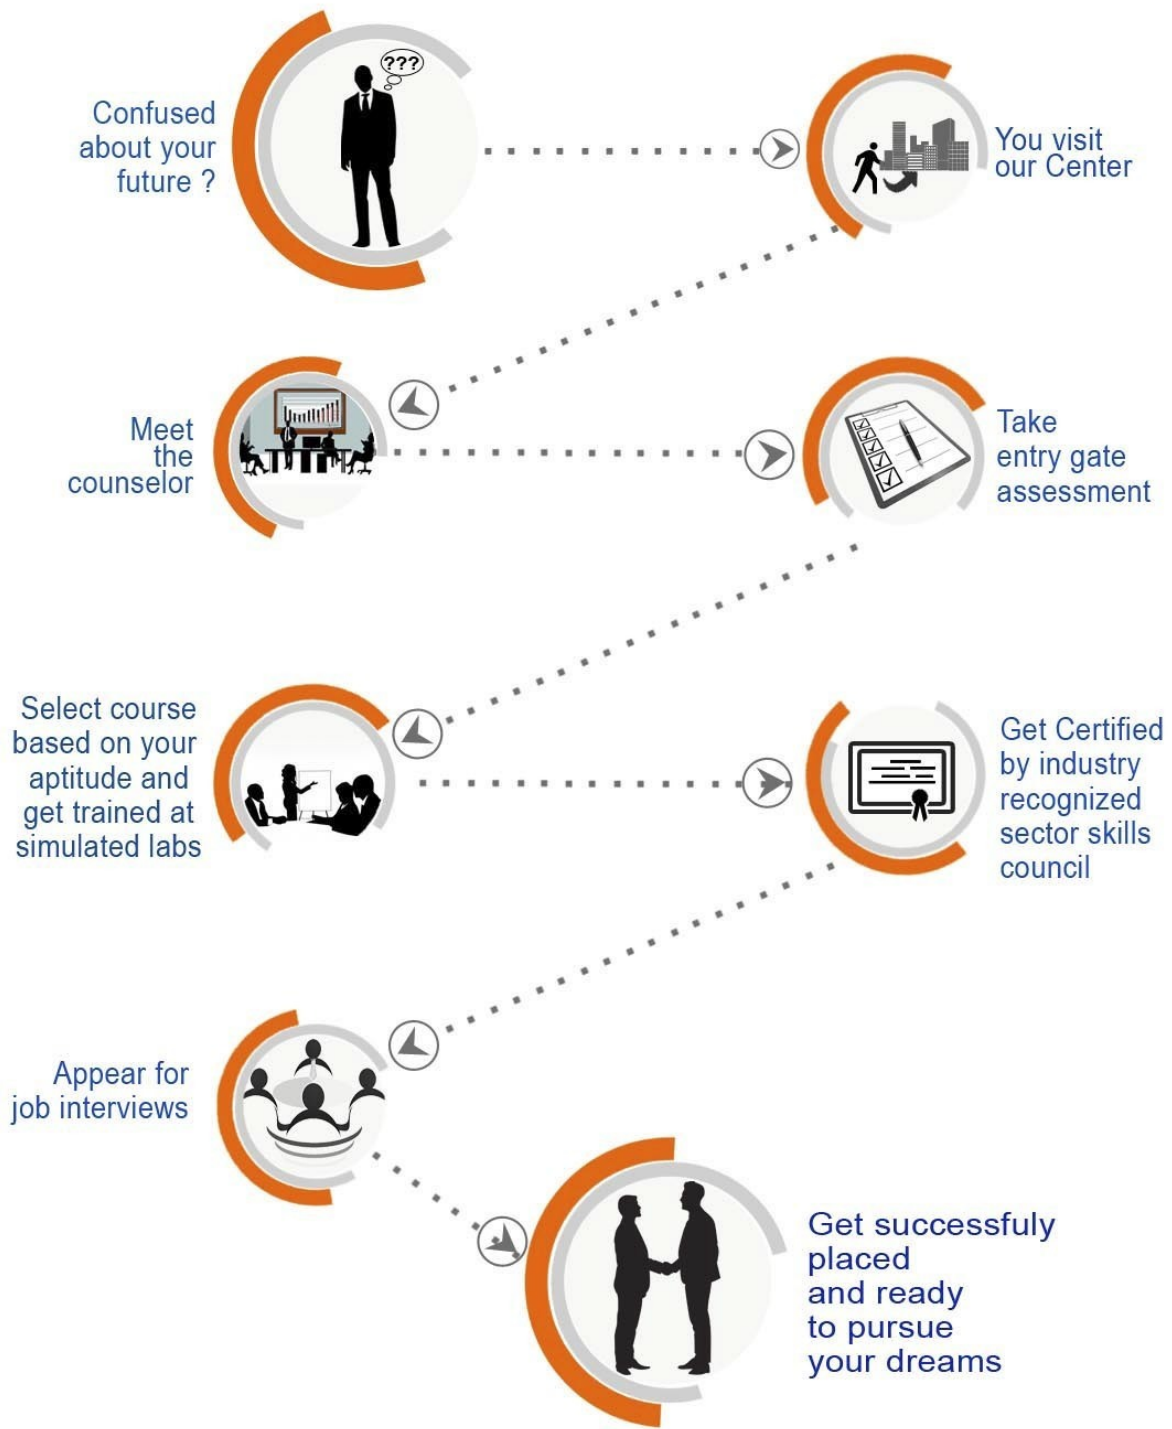 ???
Confused
about your
future ?
You visit
our Center
Meet
the
counselor
Take
entry gate
assessment
Select course
based on your
aptitude and
get trained at
simulated labs
Get Certified
by industry
recognized
sector skills
council
Appear for
job interviews
Get successfuly
placed
and ready
to pursue
your dreams